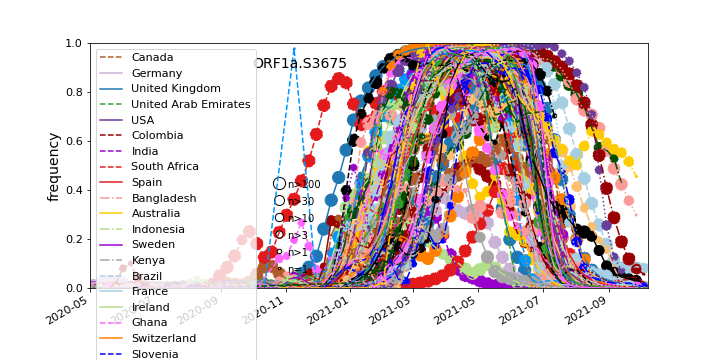 ORF1a.S3675
frequency
1.0
0.8
0.6
0.4
0.2
0.0
Canada
Germany
United Kingdom
United Arab Emirates
USA
Colombia
India
South Africa
Spain
Bangladesh
Australia
Indonesia
Sweden
Kenya
Brazil
France
Ireland
Ghana
Switzerland
Slovenia
n>100
n>30
n>10
n>3
n>1
2020-05
2020-09
2020-11
2021-01
2021-03
2021-05
2021-07
2021-09